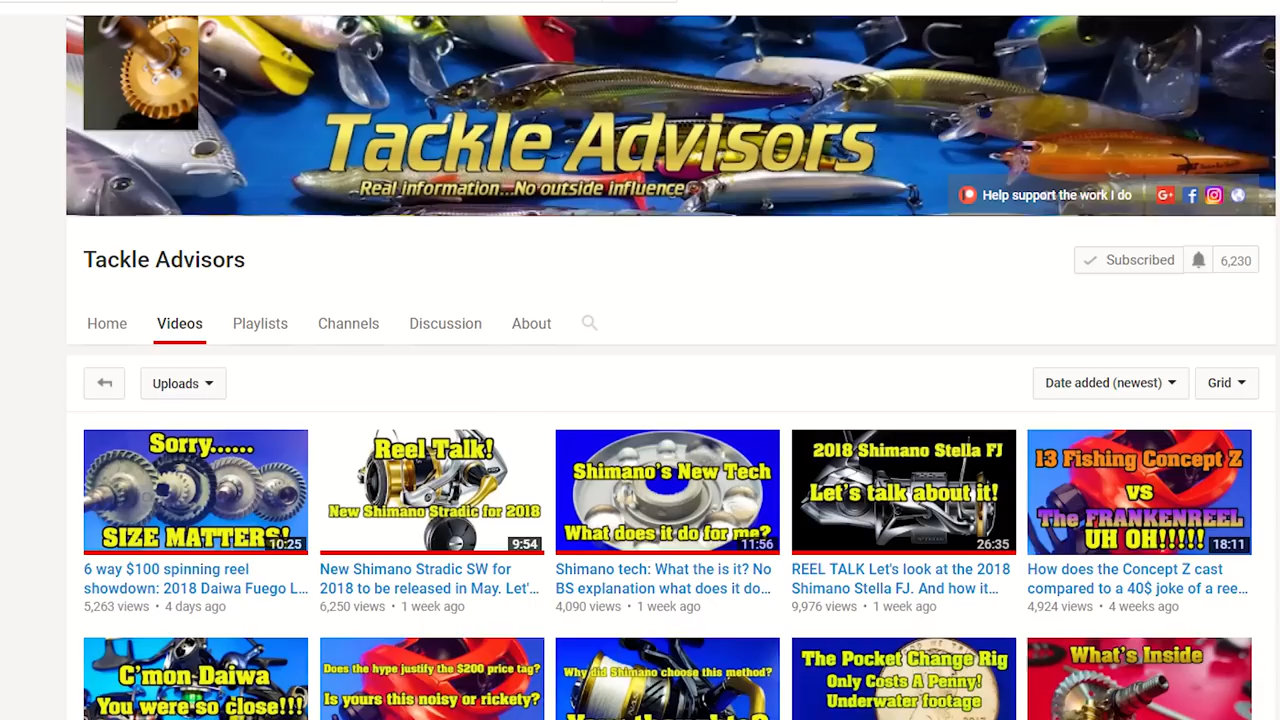 Tackle Advisors
Real information...No outside influence
Help support the work I do
Tackle Advisors
Subscribed 6,230
Home Videos Playlists Channels Discussion About
Uploads Date added (newest) Grid
Sorry......
SIZE MATTERS!
10:25
Reel Talk!
New Shimano Stradic for 2018
9:54
Shimano's New Tech
What does it do for me?
11:56
2018 Shimano Stella FJ
Let's talk about it!
26:35
13 Fishing Concept Z
VS
The FRANKENREEL
UH OH!!!!!
18:11
6 way $100 spinning reel
showdown: 2018 Daiwa Fuego L...
5,263 views • 4 days ago
New Shimano Stradic SW for
2018 to be released in May. Let'...
6,250 views • 1 week ago
Shimano tech: What the is it? No
BS explanation what does it do...
4,090 views • 1 week ago
REEL TALK Let's look at the 2018
Shimano Stella FJ. And how it...
9,976 views • 1 week ago
How does the Concept Z cast
compared to a 40$ joke of a ree...
4,924 views • 4 weeks ago
C'mon Daiwa
You were so close!!!
Does the hype justify the $200 price tag?
Is yours this noisy or rickety?
Why did Shimano choose this method?
Your thoughts?
The Pocket Change Rig
Only Costs A Penny!
Underwater footage
What's Inside